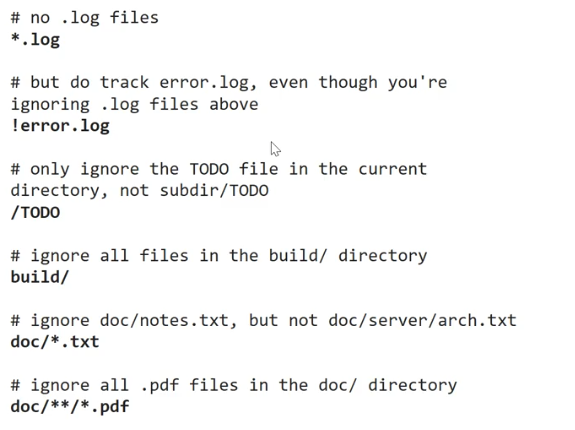 # no .log files
*.log
# but do track error.log, even though you're
ignoring .log files above
!error.log
# only ignore the TODO file in the current
directory, not subdir/TODO
/TODO
# ignore all files in the build/ directory
build/
# ignore doc/notes.txt, but not doc/server/arch.txt
doc/*.txt
# ignore all .pdf files in the doc/ directory
doc/**/*.pdf